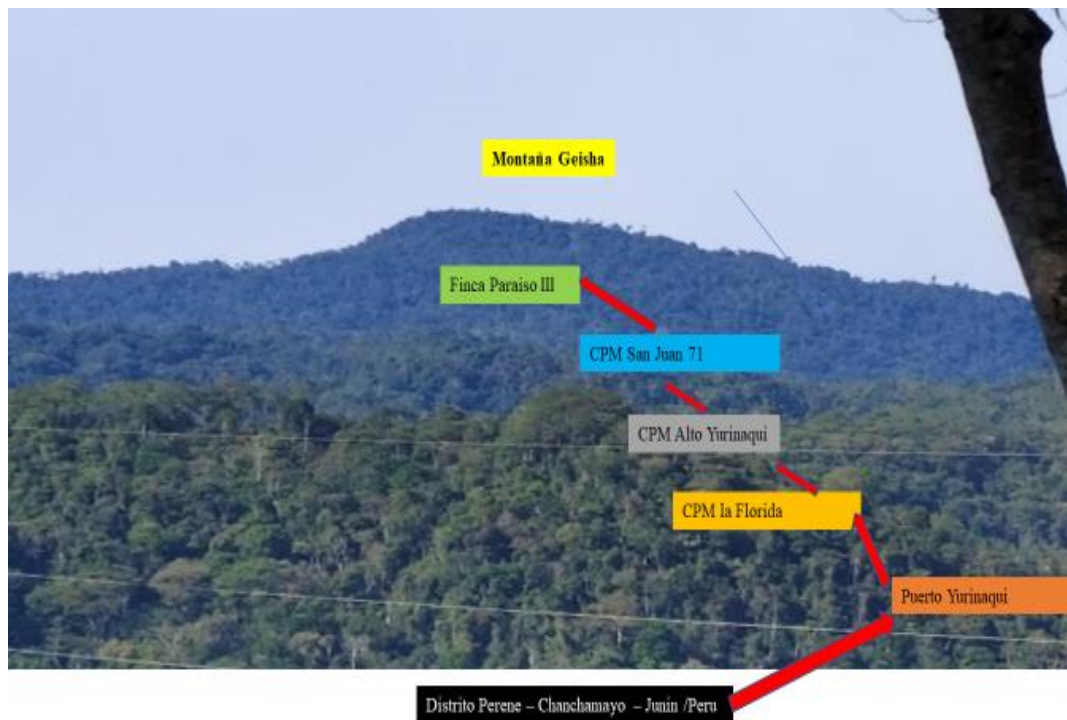 Montaña Geisha
Finca Paraiso III
CPM San Juan 71
CPM Alto Yurinaqui
CPM la Florida
Puerto Yurinaqui
Distrito Perene – Chanchamayo – Junin /Peru